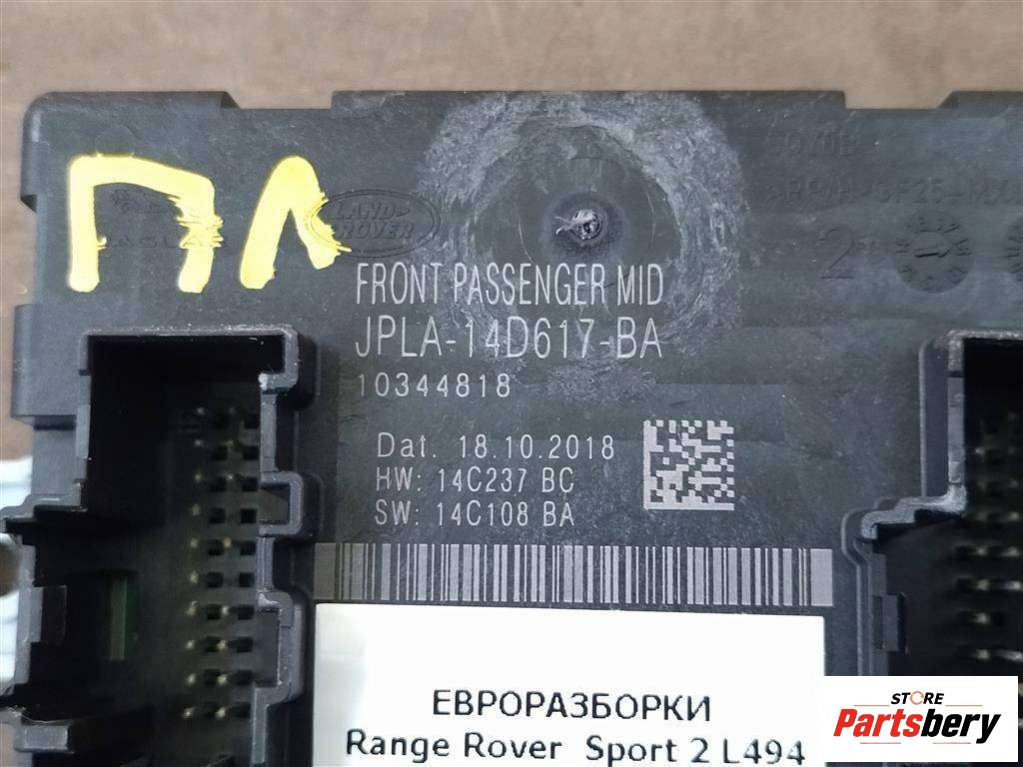 ПЛ
JAGUAR
LAND
ROVER
FRONT PASSENGER MID
JPLA-14D617-BA
10344818
Dat. 18.10.2018
HW: 14C237 BC
SW: 14C108 BA
ЕВРОРАЗБОРКИ
Range Rover Sport 2 L494
STORE
Partsbery